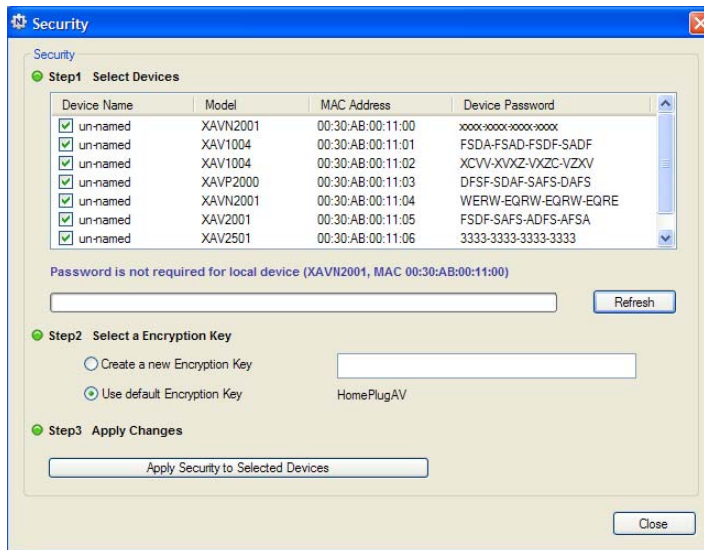 Security
Security
Step1 Select Devices
Device Name Model MAC Address Device Password
un-named XAVN2001 00:30:AB:00:11:00 xxxx-xxxx-xxxx-xxxx
un-named XAV1004 00:30:AB:00:11:01 FSDA-FSAD-FSDF-SADF
un-named XAV1004 00:30:AB:00:11:02 XCVV-XVXZ-VXZC-VZXV
un-named XAVP2000 00:30:AB:00:11:03 DFSF-SDAF-SAFS-DAFS
un-named XAVN2001 00:30:AB:00:11:04 WERW-EQRW-EQRW-EQRE
un-named XAV2001 00:30:AB:00:11:05 FSDF-SAFS-ADFS-AFSA
un-named XAV2501 00:30:AB:00:11:06 3333-3333-3333-3333
Password is not required for local device (XAVN2001, MAC 00:30:AB:00:11:00)
Refresh
Step2 Select a Encryption Key
Create a new Encryption Key
Use default Encryption Key HomePlugAV
Step3 Apply Changes
Apply Security to Selected Devices
Close